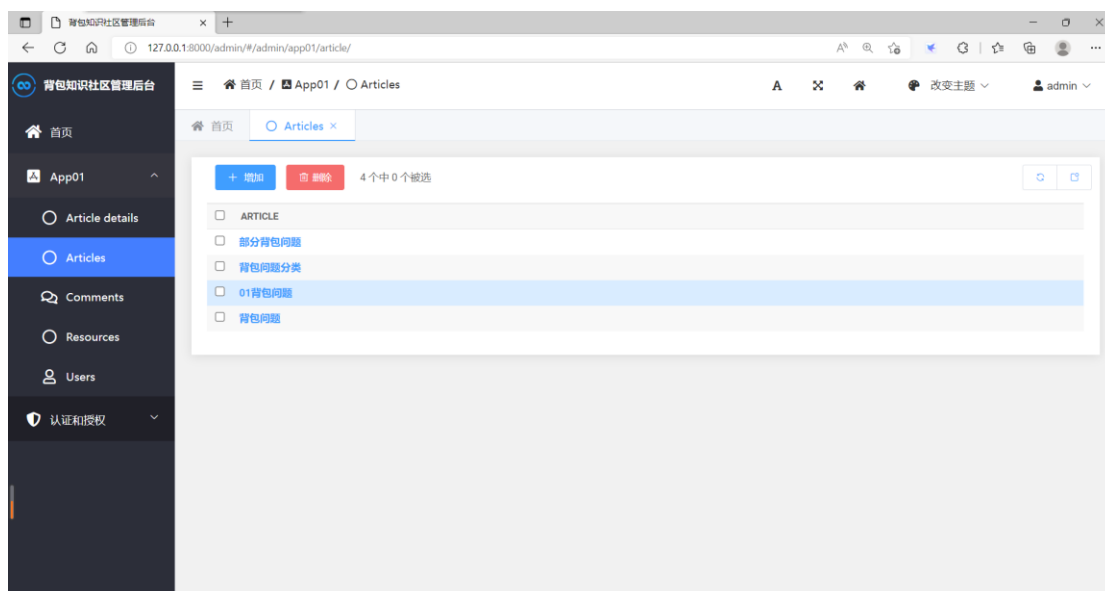 背包知识社区管理后台
127.0.0.1:8000/admin/#/admin/app01/article/
背包知识社区管理后台
首页 / App01 / Articles
A
改变主题
admin
首页
首页
Articles ×
App01
+ 增加
删除
4 个中 0 个被选
Article details
ARTICLE
部分背包问题
Articles
背包问题分类
Comments
01背包问题
背包问题
Resources
Users
认证和授权